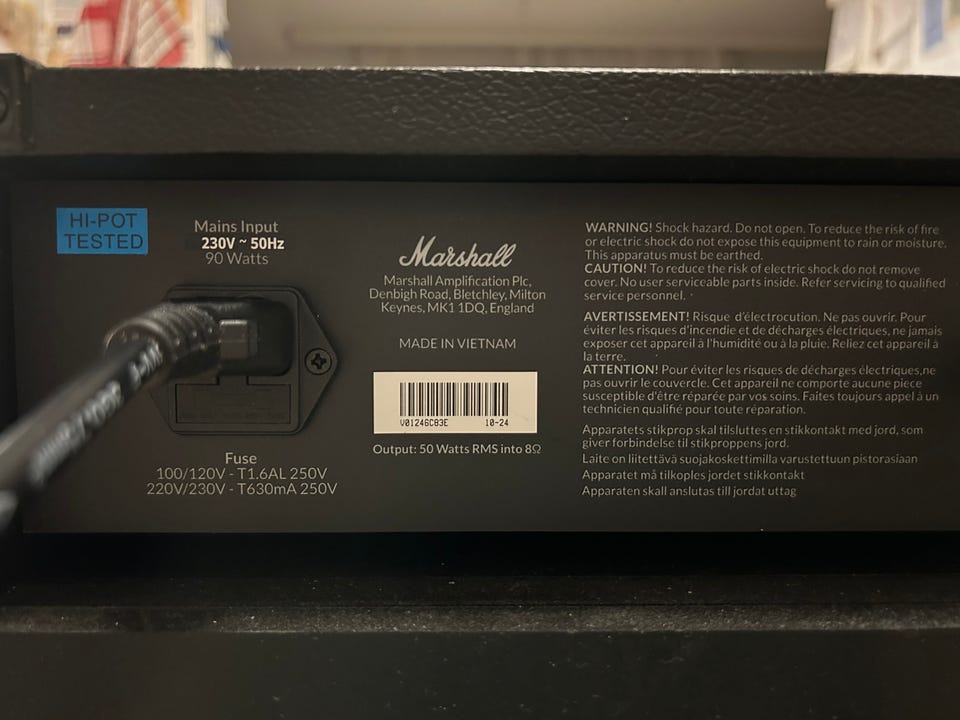 HI-POT
TESTED
Mains Input
230V ~ 50Hz
90 Watts
Fuse
100/120V - T1.6AL 250V
220V/230V - T630mA 250V
Marshall
Marshall Amplification Plc,
Denbigh Road, Bletchley, Milton
Keynes, MK1 1DQ, England
MADE IN VIETNAM
V01246C83E 10-24
Output: 50 Watts RMS into 8Ω
WARNING! Shock hazard. Do not open. To reduce the risk of fire
or electric shock do not expose this equipment to rain or moisture.
This apparatus must be earthed.
CAUTION! To reduce the risk of electric shock do not remove
cover. No user serviceable parts inside. Refer servicing to qualified
service personnel.
AVERTISSEMENT! Risque d'électrocution. Ne pas ouvrir. Pour
éviter les risques d'incendie et de décharges électriques, ne jamais
exposer cet appareil à l'humidité ou à la pluie. Reliez cet appareil à
la terre.
ATTENTION! Pour éviter les risques de décharges électriques,ne
pas ouvrir le couvercle. Cet appareil ne comporte aucune piece
susceptible d'être réparée par vos soins. Faites toujours appel à un
technicien qualifié pour toute réparation.
Apparatets stikprop skal tilsluttes en stikkontakt med jord, som
giver forbindelse til stikproppens jord.
Laite on liitettävä suojakoskettimilla varustettuun pistorasiaan
Apparatet må tilkoples jordet stikkontakt
Apparaten skall anslutas till jordat uttag